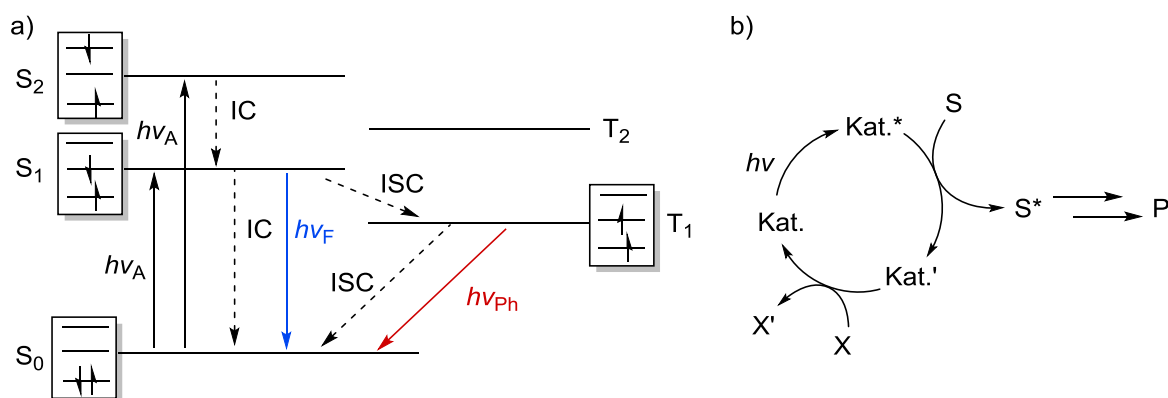 a)
S2
IC
hνA
T2
S1
ISC
IC
hνF
T1
hνA
ISC
hνPh
S0
b)
S
Kat.*
hν
S*
P
Kat.
Kat.'
X'
X